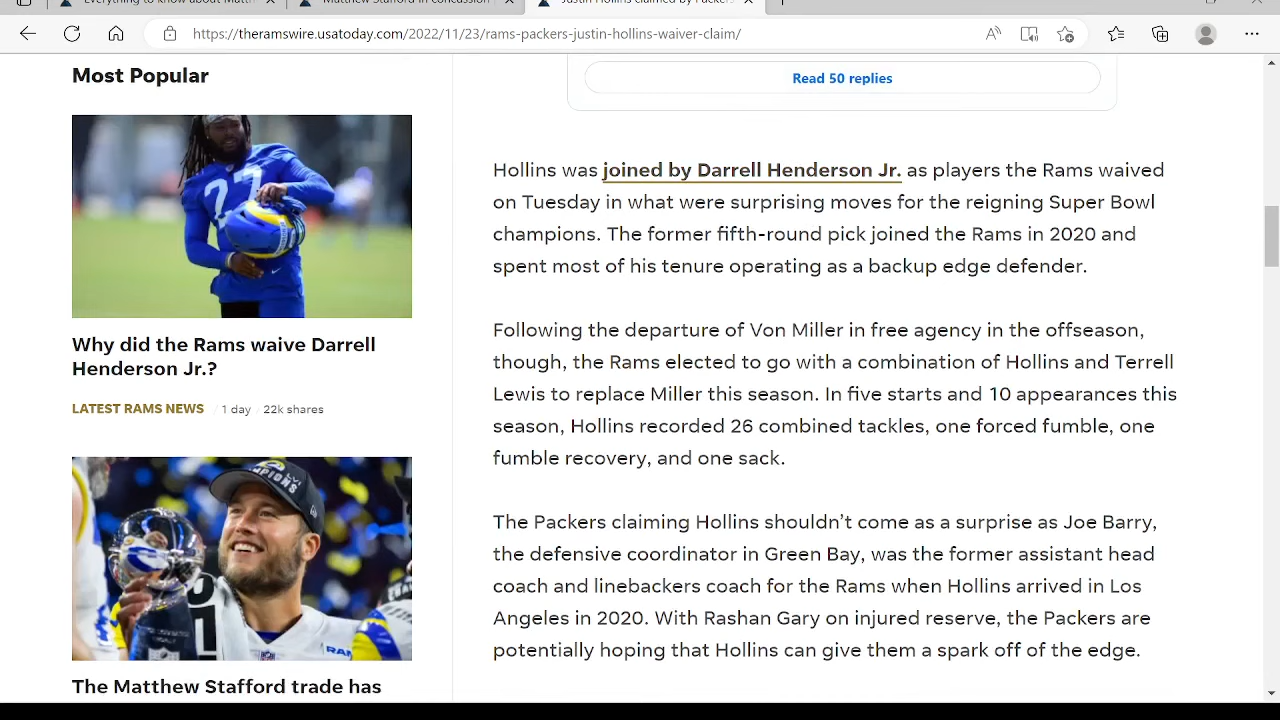 Everything to know about Matth
Matthew Stafford in concussion
Justin Hollins claimed by Packers
https://theramswire.usatoday.com/2022/11/23/rams-packers-justin-hollins-waiver-claim/
Most Popular
27
Why did the Rams waive Darrell
Henderson Jr.?
LATEST RAMS NEWS / 1 day / 22k shares
The Matthew Stafford trade has
Read 50 replies
Hollins was joined by Darrell Henderson Jr. as players the Rams waived
on Tuesday in what were surprising moves for the reigning Super Bowl
champions. The former fifth-round pick joined the Rams in 2020 and
spent most of his tenure operating as a backup edge defender.
Following the departure of Von Miller in free agency in the offseason,
though, the Rams elected to go with a combination of Hollins and Terrell
Lewis to replace Miller this season. In five starts and 10 appearances this
season, Hollins recorded 26 combined tackles, one forced fumble, one
fumble recovery, and one sack.
The Packers claiming Hollins shouldn’t come as a surprise as Joe Barry,
the defensive coordinator in Green Bay, was the former assistant head
coach and linebackers coach for the Rams when Hollins arrived in Los
Angeles in 2020. With Rashan Gary on injured reserve, the Packers are
potentially hoping that Hollins can give them a spark off of the edge.